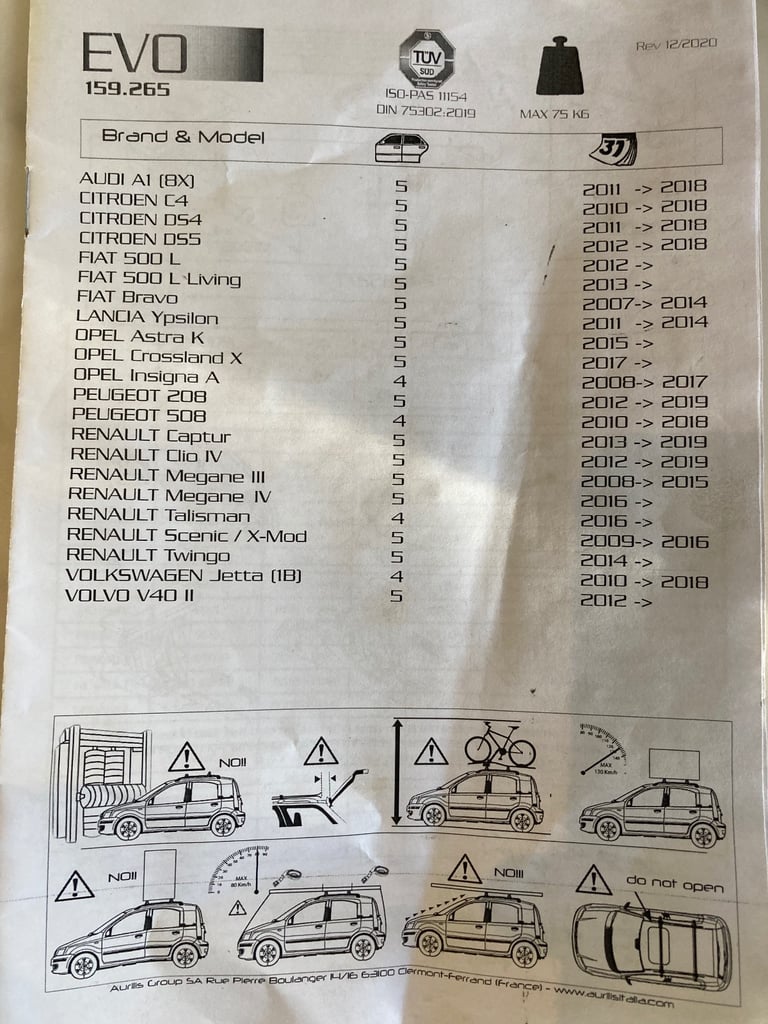 EVO
159.265
TÜV
SÜD
ISO-PAS 11154
DIN 75302:2019
MAX 75 KG
Rev 12/2020
Brand & Model
31
AUDI A1 (8X) 5 2011 -> 2018
CITROEN C4 5 2010 -> 2018
CITROEN DS4 5 2011 -> 2018
CITROEN DS5 5 2012 -> 2018
FIAT 500 L 5 2012 ->
FIAT 500 L Living 5 2013 ->
FIAT Bravo 5 2007-> 2014
LANCIA Ypsilon 5 2011 -> 2014
OPEL Astra K 5 2015 ->
OPEL Crossland X 5 2017 ->
OPEL Insigna A 4 2008-> 2017
PEUGEOT 208 5 2012 -> 2019
PEUGEOT 508 4 2010 -> 2018
RENAULT Captur 5 2013 -> 2019
RENAULT Clio IV 5 2012 -> 2019
RENAULT Megane III 5 2008-> 2015
RENAULT Megane IV 5 2016 ->
RENAULT Talisman 4 2016 ->
RENAULT Scenic / X-Mod 5 2009-> 2016
RENAULT Twingo 5 2014 ->
VOLKSWAGEN Jetta (1B) 4 2010 -> 2018
VOLVO V40 II 5 2012 ->
NO!!
MAX
130 Km/h
NO!!
MAX
80 Km/h
NO!!!
do not open
Aurilis Group SA Rue Pierre Boulanger 14/16 63100 Clermont-Ferrand (France) - www.aurilisitalia.com